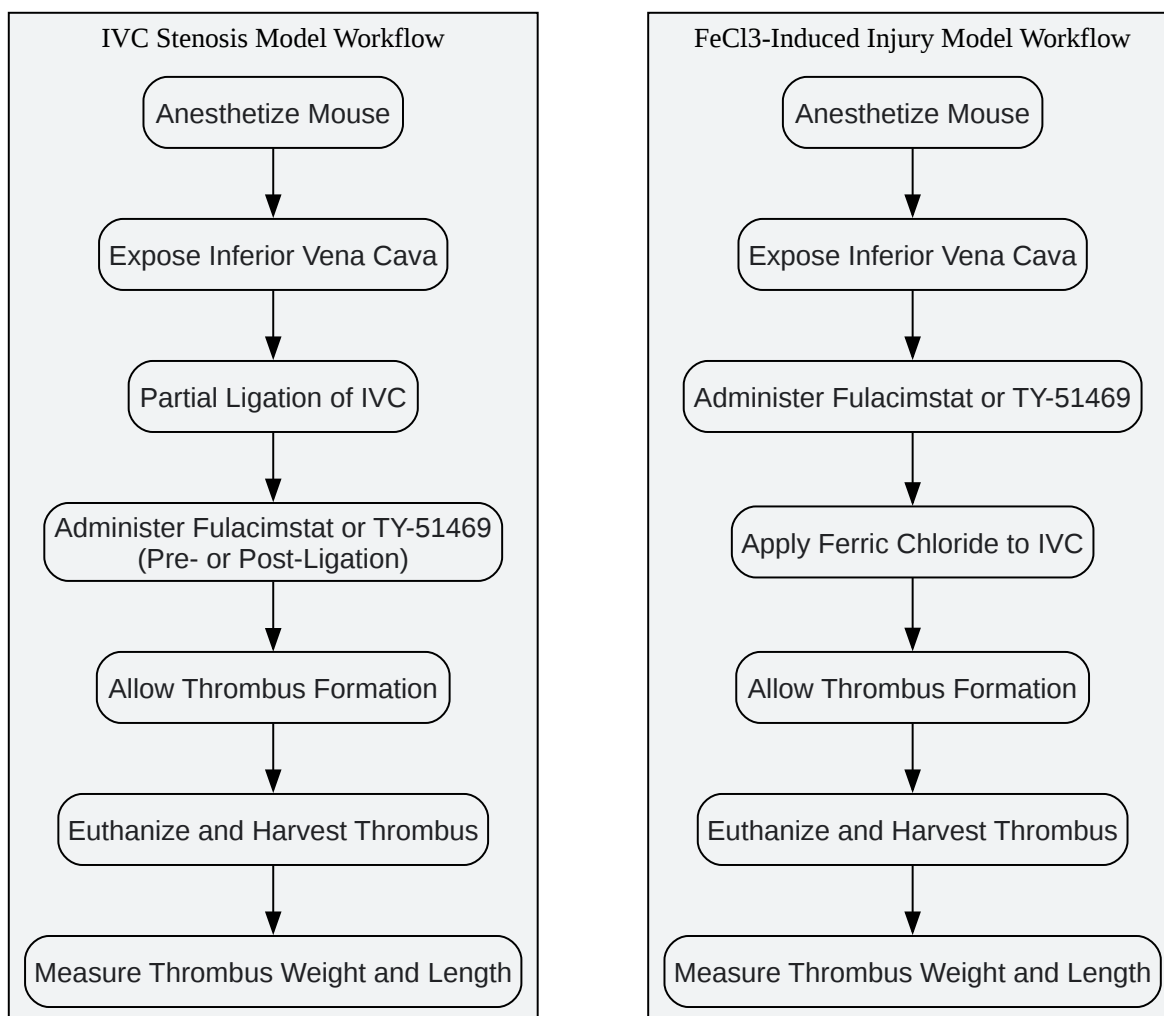 IVC Stenosis Model Workflow
Anesthetize Mouse
Expose Inferior Vena Cava
Partial Ligation of IVC
Administer Fulacimstat or TY-51469
(Pre- or Post-Ligation)
Allow Thrombus Formation
Euthanize and Harvest Thrombus
Measure Thrombus Weight and Length
FeCl3-Induced Injury Model Workflow
Anesthetize Mouse
Expose Inferior Vena Cava
Administer Fulacimstat or TY-51469
Apply Ferric Chloride to IVC
Allow Thrombus Formation
Euthanize and Harvest Thrombus
Measure Thrombus Weight and Length